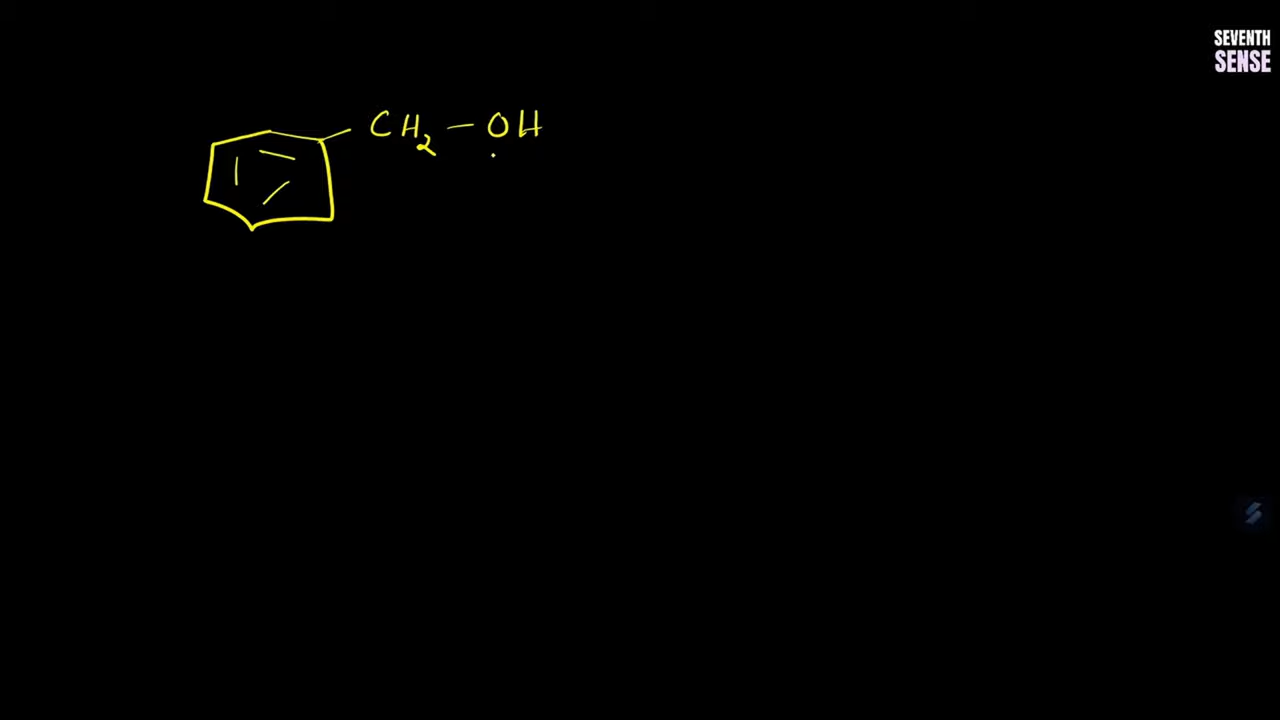 SEVENTH
SENSE
CH₂ – OH